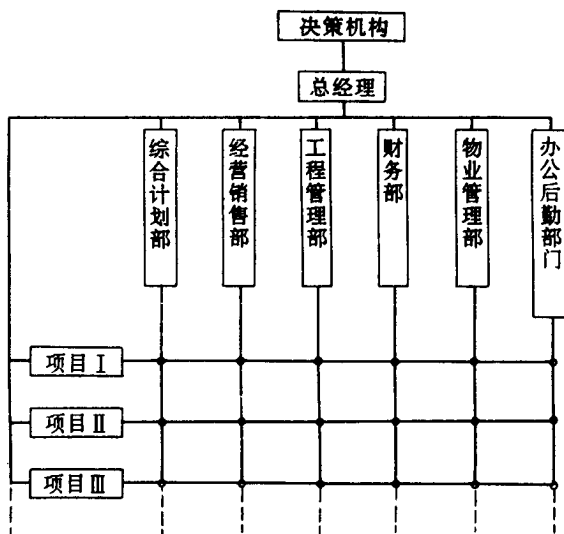 决策机构
总经理
综合计划部
经营销售部
工程管理部
财务部
物业管理部
办公后勤部门
项目Ⅰ
项目Ⅱ
项目Ⅲ